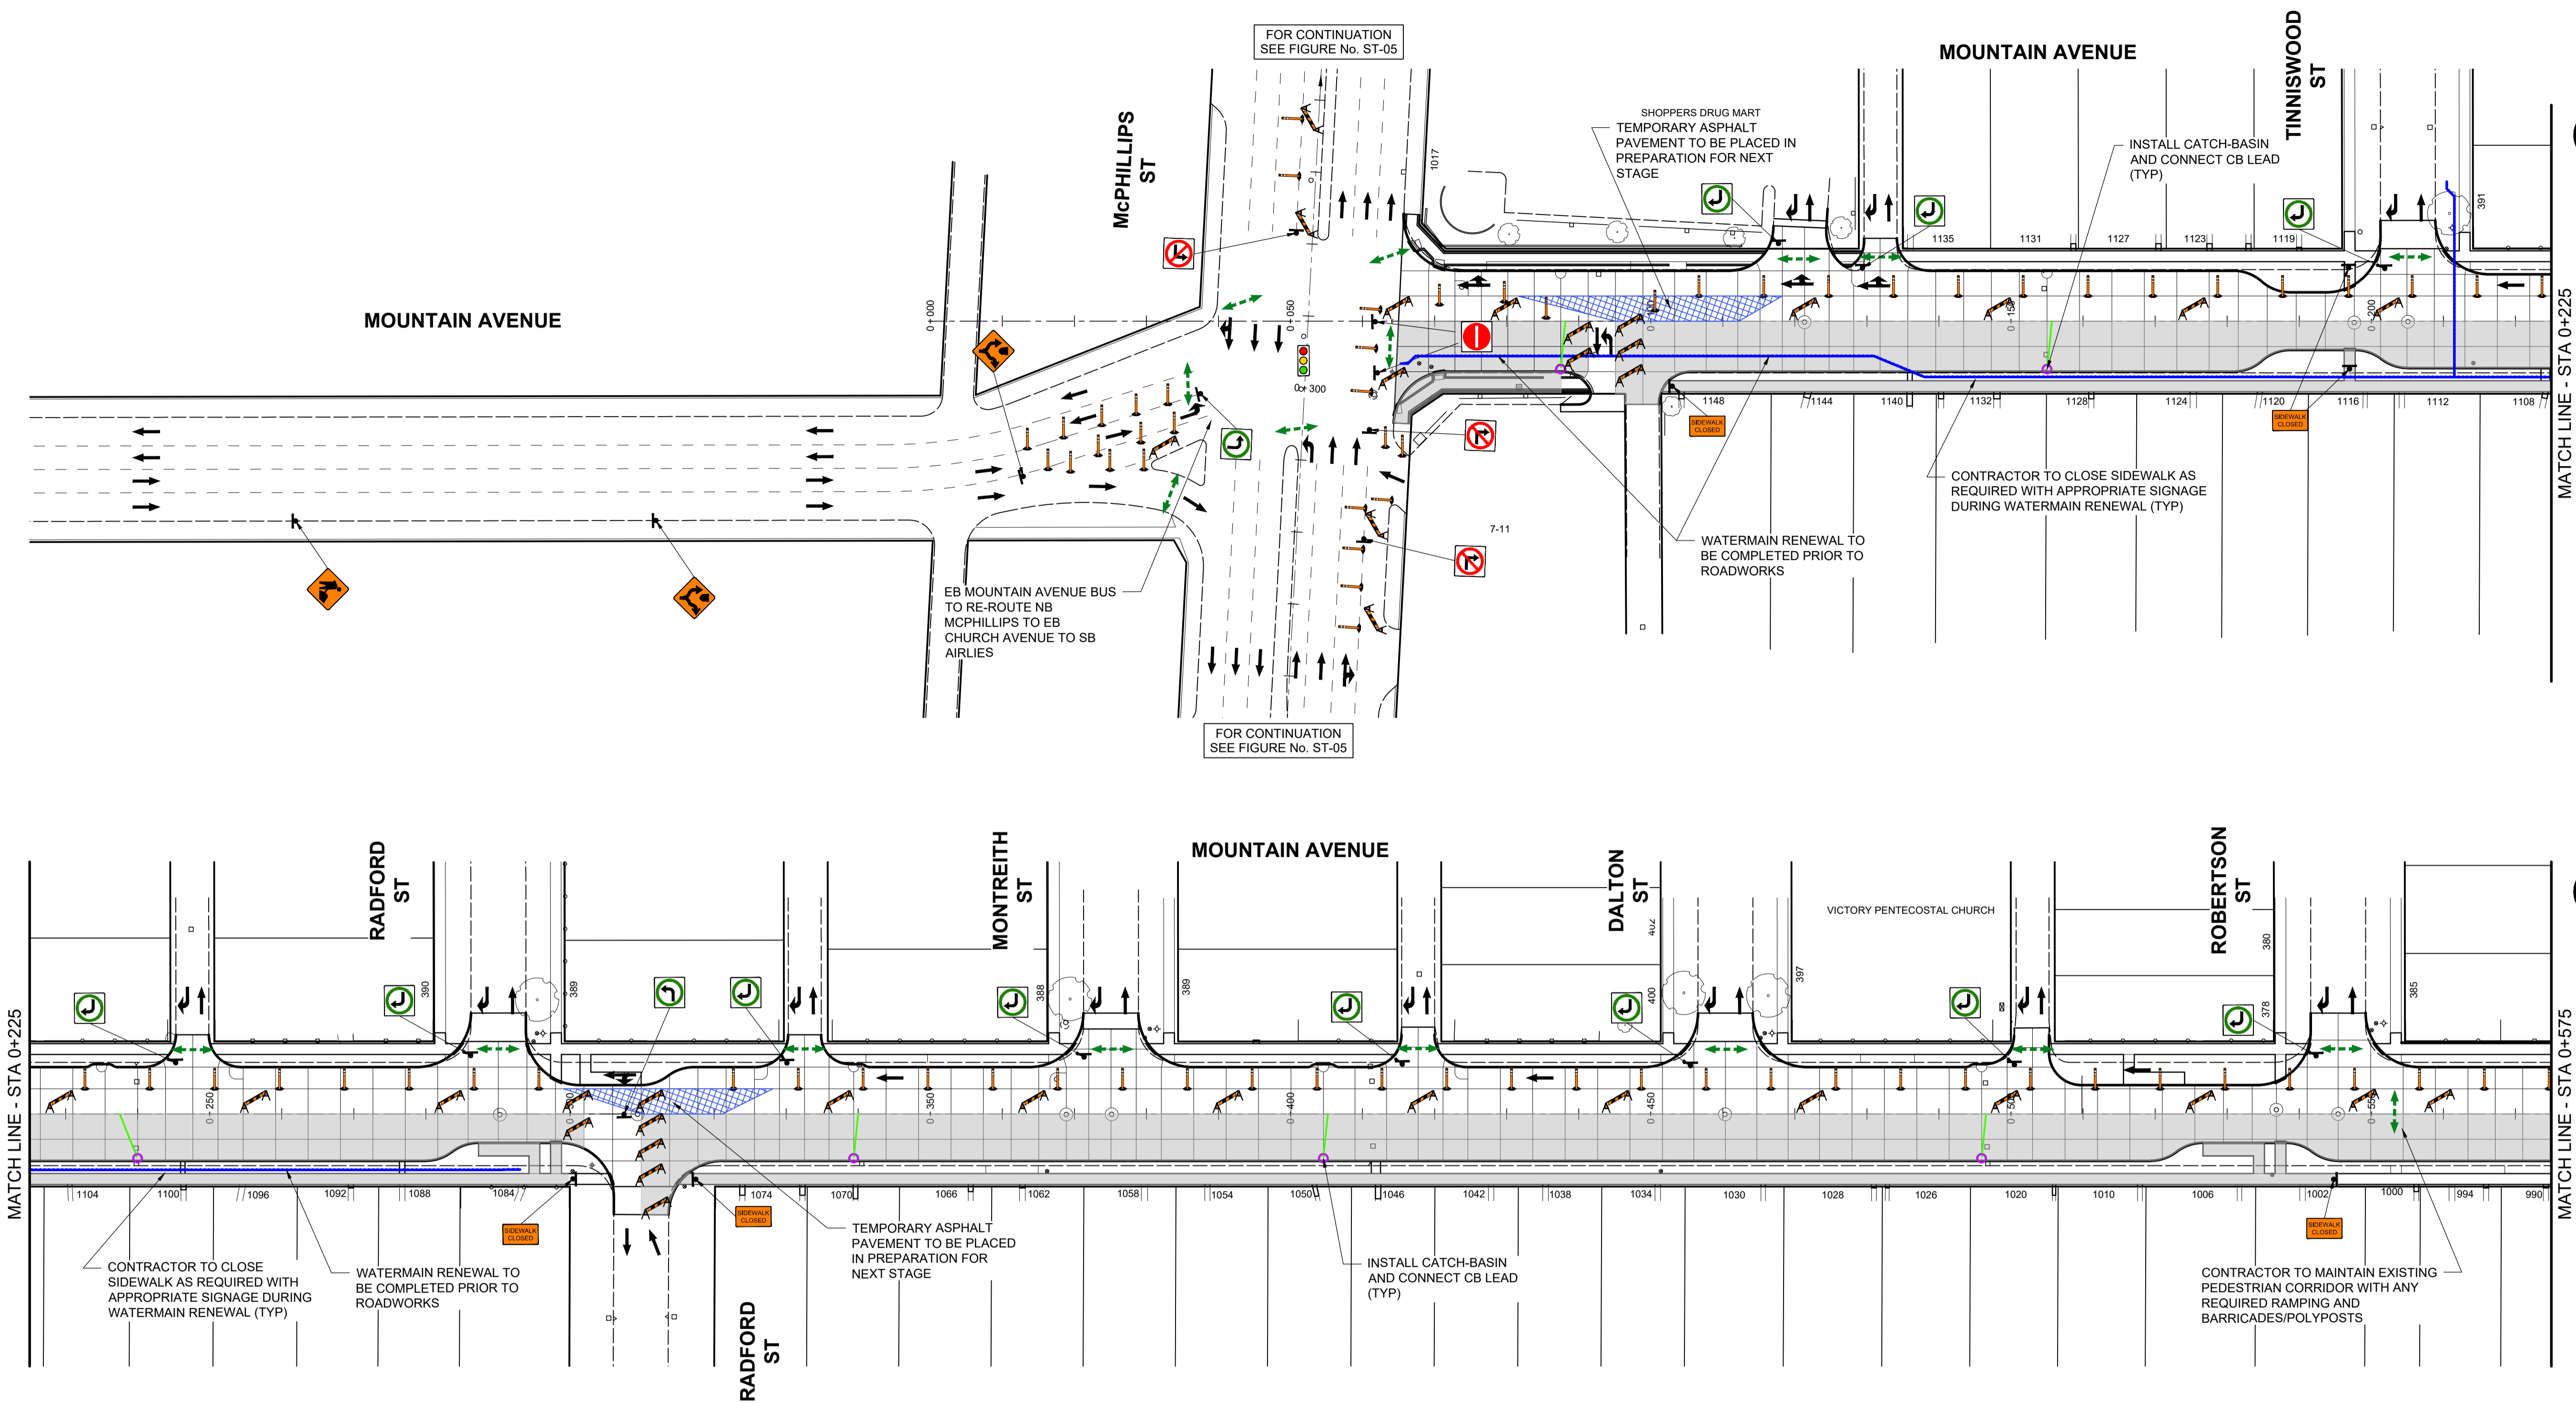 FOR CONTINUATION
SEE FIGURE No. ST-05
MOUNTAIN AVENUE
TINNISWOOD
ST
McPHILLIPS
ST
1017
SHOPPERS DRUG MART
TEMPORARY ASPHALT
PAVEMENT TO BE PLACED IN
PREPARATION FOR NEXT
STAGE
INSTALL CATCH-BASIN
AND CONNECT CB LEAD
(TYP)
391
1135
1131
1127
1123
1119
MOUNTAIN AVENUE
0+000
0+050
0+150
0+200
0+300
1148
1144
1140
1132
1128
1124
1120
1116
1112
1108
SIDEWALK
CLOSED
SIDEWALK
CLOSED
MATCH LINE - STA 0+225
CONTRACTOR TO CLOSE SIDEWALK AS
REQUIRED WITH APPROPRIATE SIGNAGE
DURING WATERMAIN RENEWAL (TYP)
7-11
WATERMAIN RENEWAL TO
BE COMPLETED PRIOR TO
ROADWORKS
EB MOUNTAIN AVENUE BUS
TO RE-ROUTE NB
MCPHILLIPS TO EB
CHURCH AVENUE TO SB
AIRLIES
FOR CONTINUATION
SEE FIGURE No. ST-05
MOUNTAIN AVENUE
RADFORD
ST
MONTREITH
ST
DALTON
ST
ROBERTSON
ST
VICTORY PENTECOSTAL CHURCH
390
389
388
389
402
400
397
380
378
385
MATCH LINE - STA 0+225
0+250
0+350
0+400
0+450
MATCH LINE - STA 0+575
1104
1100
1096
1092
1088
1084
1074
1070
1066
1062
1058
1054
1050
1046
1042
1038
1034
1030
1028
1026
1020
1010
1006
1002
1000
994
990
SIDEWALK
CLOSED
SIDEWALK
CLOSED
SIDEWALK
CLOSED
CONTRACTOR TO CLOSE
SIDEWALK AS REQUIRED WITH
APPROPRIATE SIGNAGE DURING
WATERMAIN RENEWAL (TYP)
WATERMAIN RENEWAL TO
BE COMPLETED PRIOR TO
ROADWORKS
TEMPORARY ASPHALT
PAVEMENT TO BE PLACED
IN PREPARATION FOR
NEXT STAGE
INSTALL CATCH-BASIN
AND CONNECT CB LEAD
(TYP)
CONTRACTOR TO MAINTAIN EXISTING
PEDESTRIAN CORRIDOR WITH ANY
REQUIRED RAMPING AND
BARRICADES/POLYPOSTS
RADFORD
ST